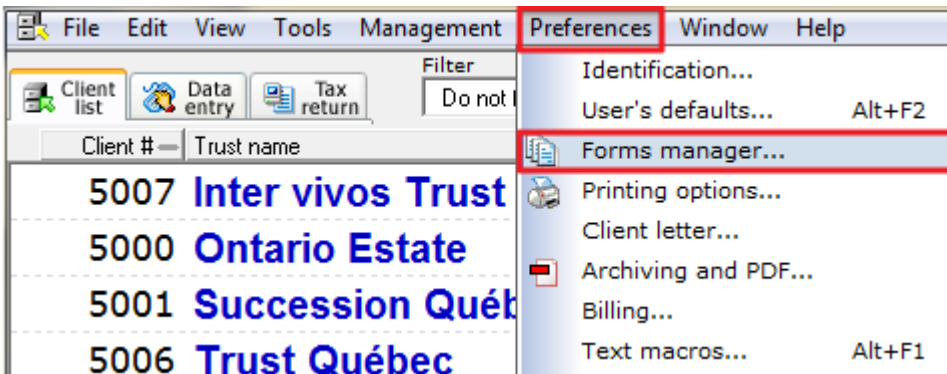 File Edit View Tools Management Preferences Window Help
Filter
Client list
Data entry
Tax return
Do not
Client # Trust name
5007 Inter vivos Trust
5000 Ontario Estate
5001 Succession Québ
5006 Trust Québec
Identification...
User's defaults... Alt+F2
Forms manager...
Printing options...
Client letter...
Archiving and PDF...
Billing...
Text macros... Alt+F1